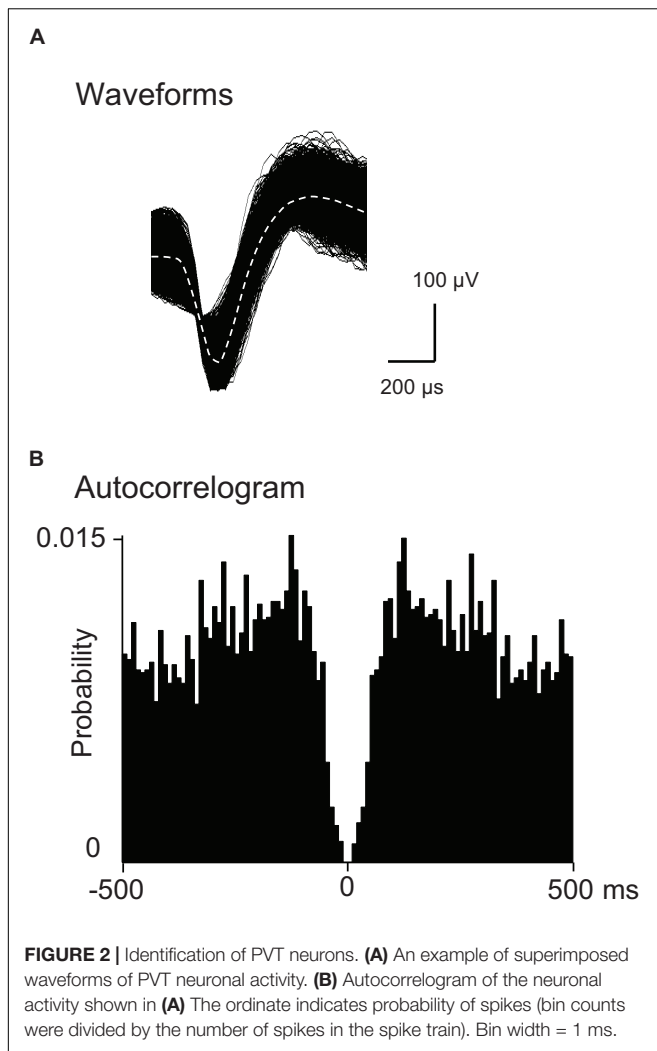 A
Waveforms
100 µV
200 µs
B
Autocorrelogram
0.015
Probability
0
-500
0
500 ms
FIGURE 2 | Identification of PVT neurons. (A) An example of superimposed
waveforms of PVT neuronal activity. (B) Autocorrelogram of the neuronal
activity shown in (A) The ordinate indicates probability of spikes (bin counts
were divided by the number of spikes in the spike train). Bin width = 1 ms.